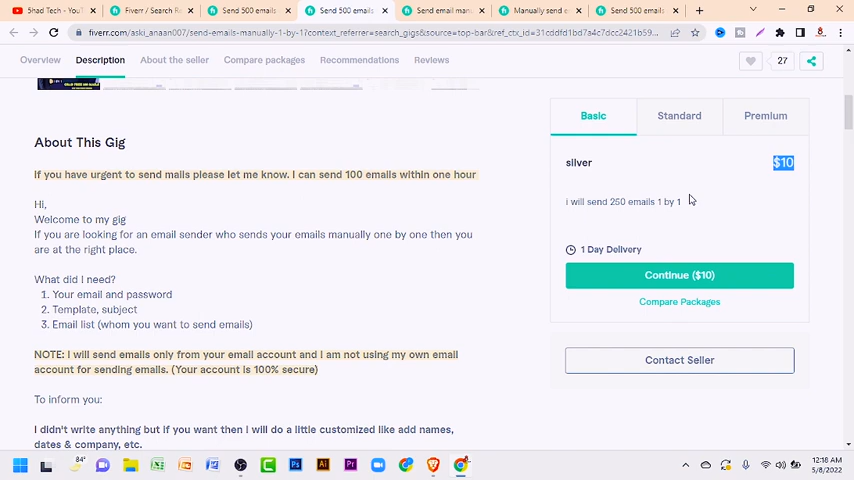 5had Tech - YouT
Fiverr / Search R
Send 500 emails
Send 500 emails
Send email man
Manually send e
Send 500 emails
fiverr.com/aski_anaan007/send-emails-manually-1-by-1?context_referrer=search_gigs&source=top-bar&ref_ctx_id=31cddfd1bd7a4c7dcc2421b59...
Overview Description About the seller Compare packages Recommendations Reviews
27
Basic Standard Premium
About This Gig
silver $10
If you have urgent to send mails please let me know. I can send 100 emails within one hour
i will send 250 emails 1 by 1
Hi,
Welcome to my gig
If you are looking for an email sender who sends your emails manually one by one then you
are at the right place.
1 Day Delivery
Continue ($10)
Compare Packages
What did I need?
1. Your email and password
2. Template, subject
3. Email list (whom you want to send emails)
NOTE: I will send emails only from your email account and I am not using my own email
account for sending emails. (Your account is 100% secure)
Contact Seller
To inform you:
I didn't write anything but if you want then i will do a little customized like add names,
dates & company, etc.
84°
12:18 AM
5/8/2022